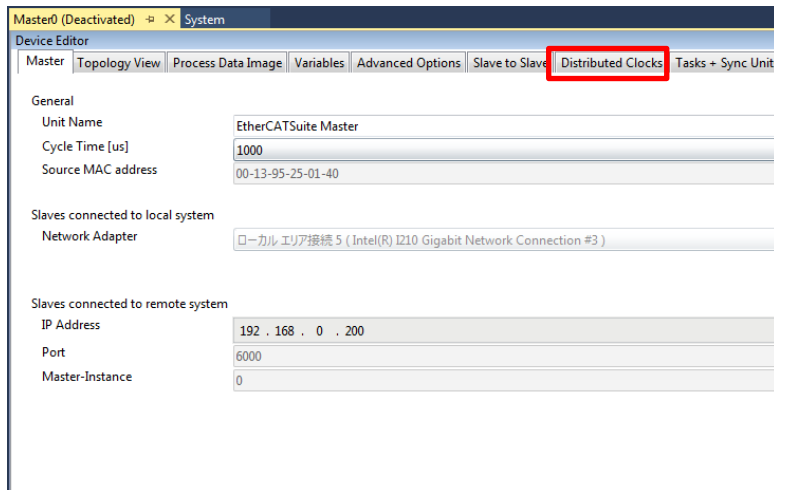 Master0 (Deactivated) System
Device Editor
Master Topology View Process Data Image Variables Advanced Options Slave to Slave Distributed Clocks Tasks + Sync Unit
General
Unit Name EtherCATSuite Master
Cycle Time [us] 1000
Source MAC address 00-13-95-25-01-40
Slaves connected to local system
Network Adapter ローカル エリア接続 5 ( Intel(R) I210 Gigabit Network Connection #3 )
Slaves connected to remote system
IP Address 192 . 168 . 0 . 200
Port 6000
Master-Instance 0